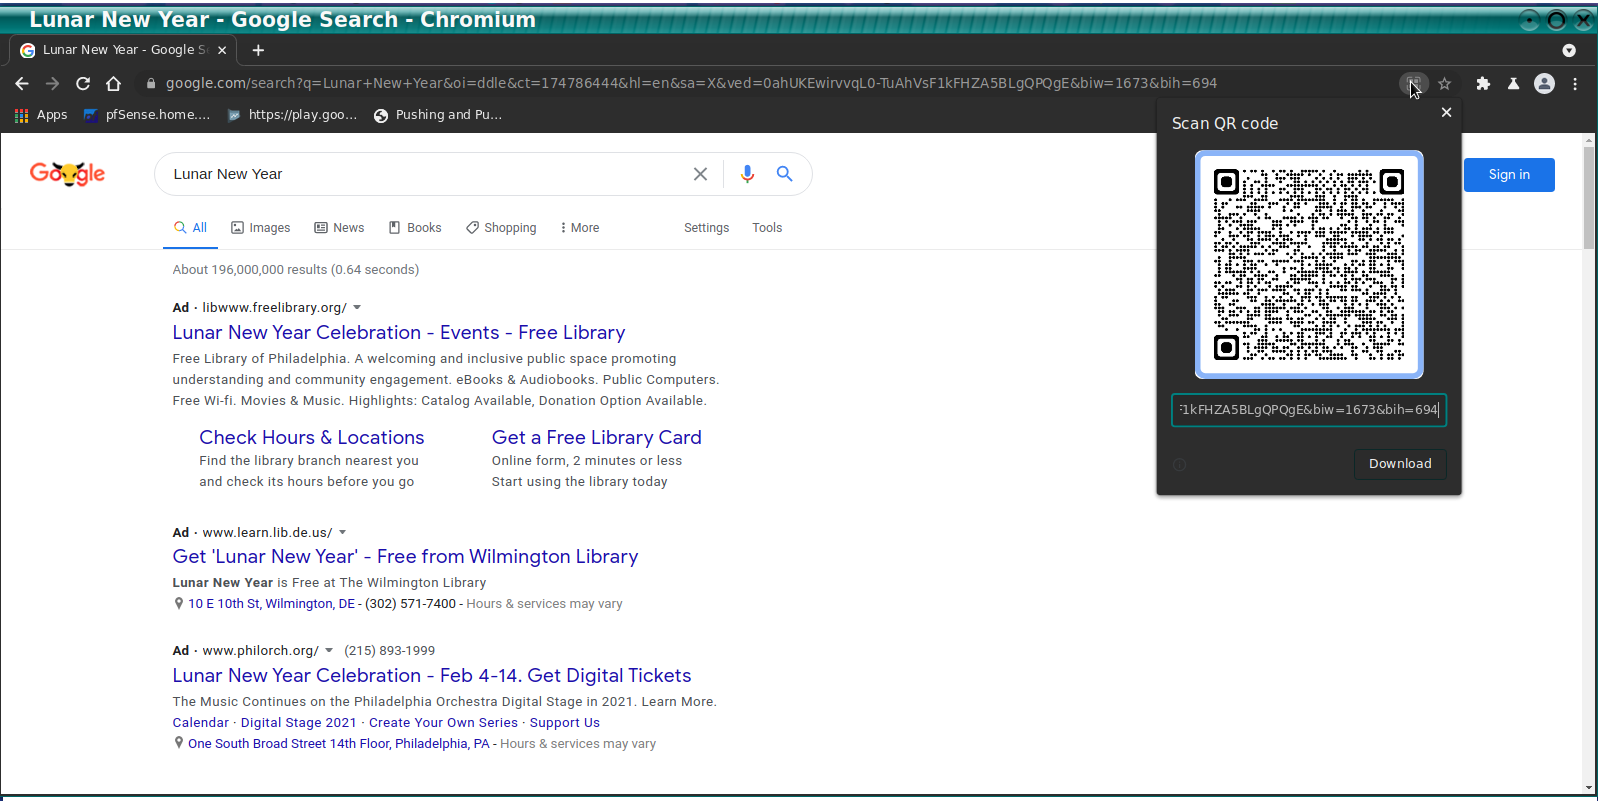 Lunar New Year - Google Search - Chromium
Lunar New Year - Google S
google.com/search?q=Lunar+New+Year&oi=ddle&ct=174786444&hl=en&sa=X&ved=0ahUKEwirvvqL0-TuAhVsF1kFHZA5BLgQPQgE&biw=1673&bih=694
Apps pfSense.home.... https://play.goo... Pushing and Pu...
Scan QR code
Google
Lunar New Year
Sign in
All Images News Books Shopping More Settings Tools
About 196,000,000 results (0.64 seconds)
Ad · libwww.freelibrary.org/
Lunar New Year Celebration - Events - Free Library
Free Library of Philadelphia. A welcoming and inclusive public space promoting
understanding and community engagement. eBooks & Audiobooks. Public Computers.
Free Wi-fi. Movies & Music. Highlights: Catalog Available, Donation Option Available.
F1kFHZA5BLgQPQgE&biw=1673&bih=694
Download
Check Hours & Locations
Find the library branch nearest you
and check its hours before you go
Get a Free Library Card
Online form, 2 minutes or less
Start using the library today
Ad · www.learn.lib.de.us/
Get 'Lunar New Year' - Free from Wilmington Library
Lunar New Year is Free at The Wilmington Library
10 E 10th St, Wilmington, DE - (302) 571-7400 - Hours & services may vary
Ad · www.philorch.org/ (215) 893-1999
Lunar New Year Celebration - Feb 4-14. Get Digital Tickets
The Music Continues on the Philadelphia Orchestra Digital Stage in 2021. Learn More.
Calendar · Digital Stage 2021 · Create Your Own Series · Support Us
One South Broad Street 14th Floor, Philadelphia, PA - Hours & services may vary